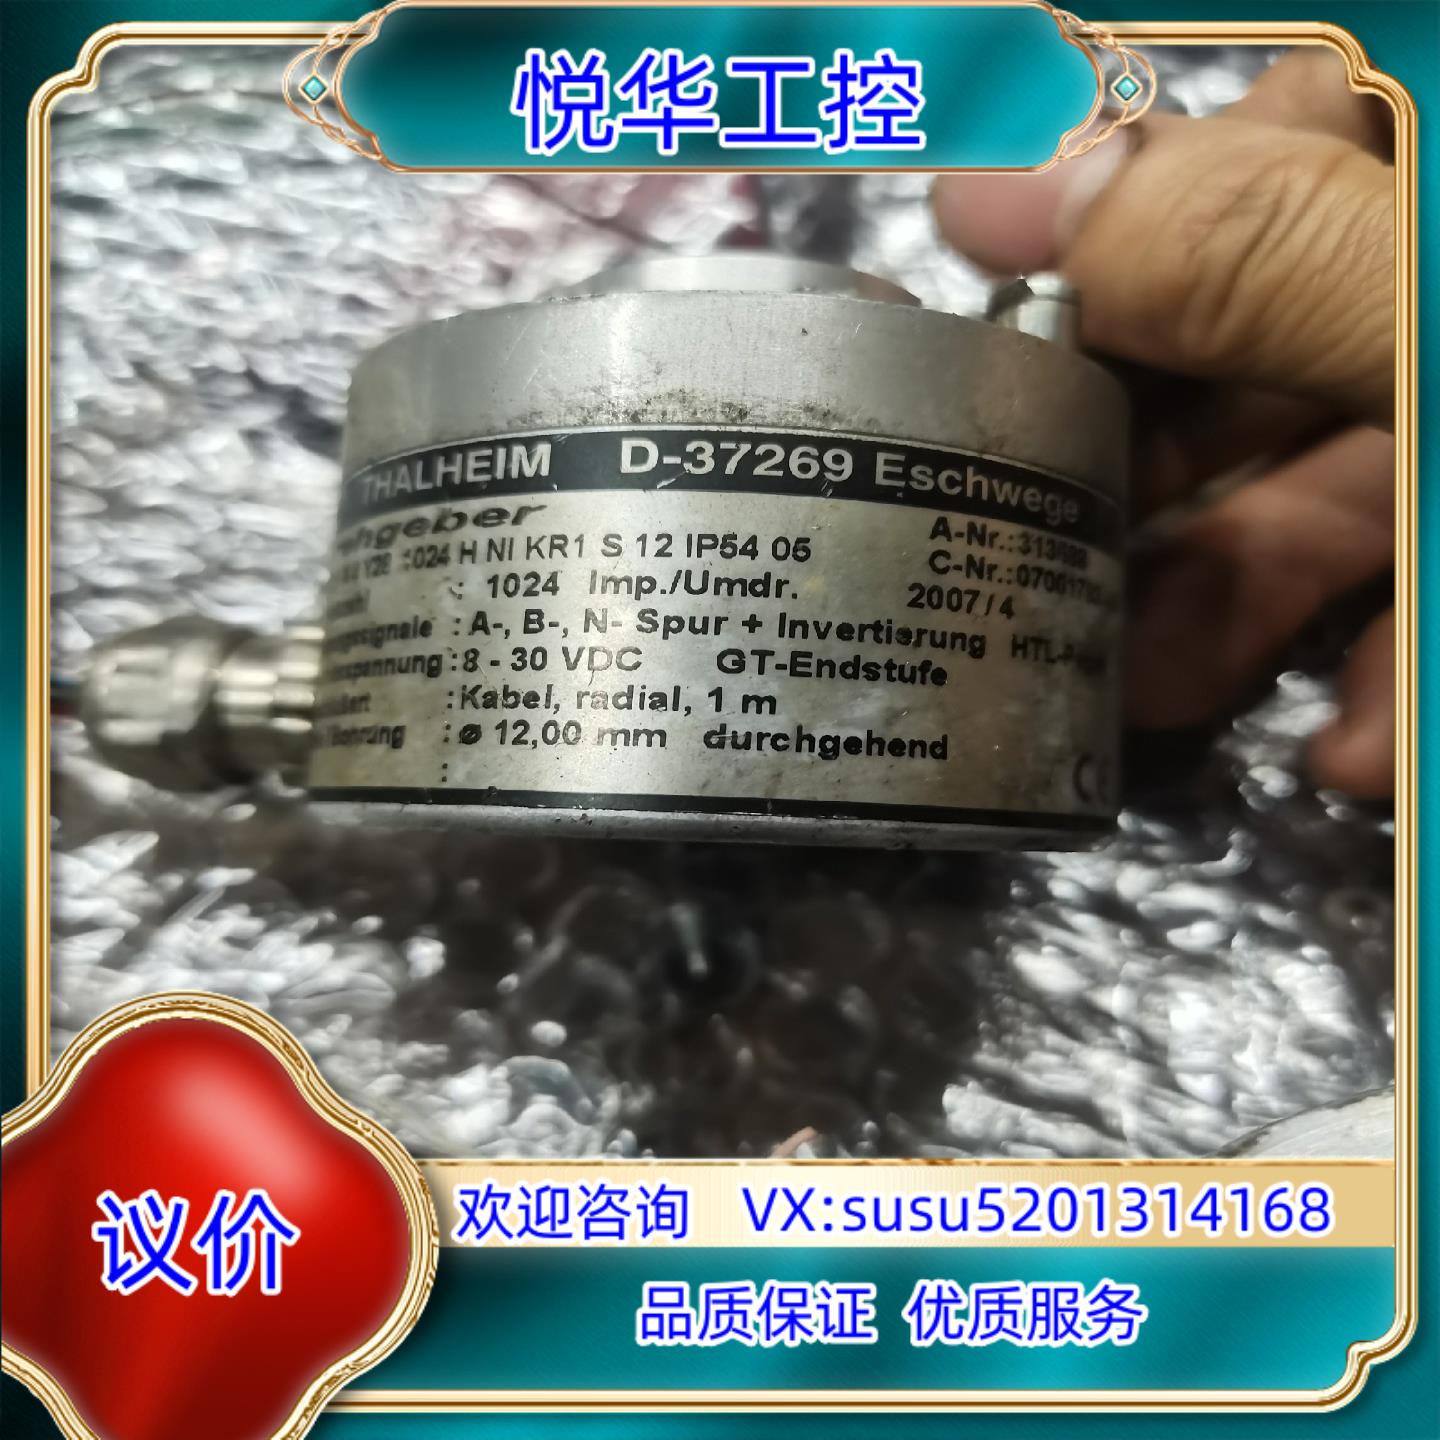 悦华工控
THALHEIM D-37269 Eschwege
A-Nr.:
1024 H NI KR1 S 12 IP54 05
C-Nr.:
: 1024 Imp./Umdr.
2007/4
: A-, B-, N- Spur + Invertierung
: 8 - 30 VDC GT-Endstufe
: Kabel, radial, 1 m
: ø 12,00 mm durchgehend
:
CE
议价
欢迎咨询 VX:susu5201314168
品质保证 优质服务